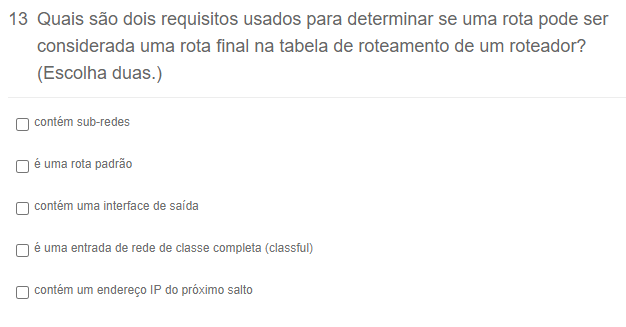 13 Quais são dois requisitos usados para determinar se uma rota pode ser
considerada uma rota final na tabela de roteamento de um roteador?
(Escolha duas.)
contém sub-redes
é uma rota padrão
contém uma interface de saída
é uma entrada de rede de classe completa (classful)
contém um endereço IP do próximo salto